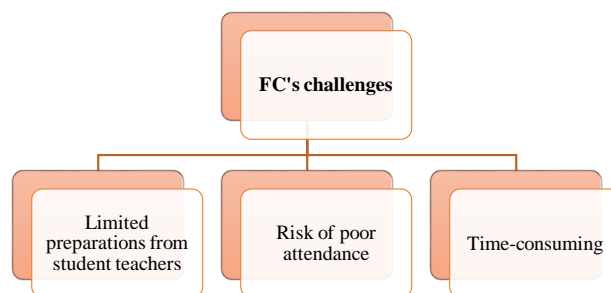 FC's challenges
Limited
preparations from
student teachers
Risk of poor
attendance
Time-consuming